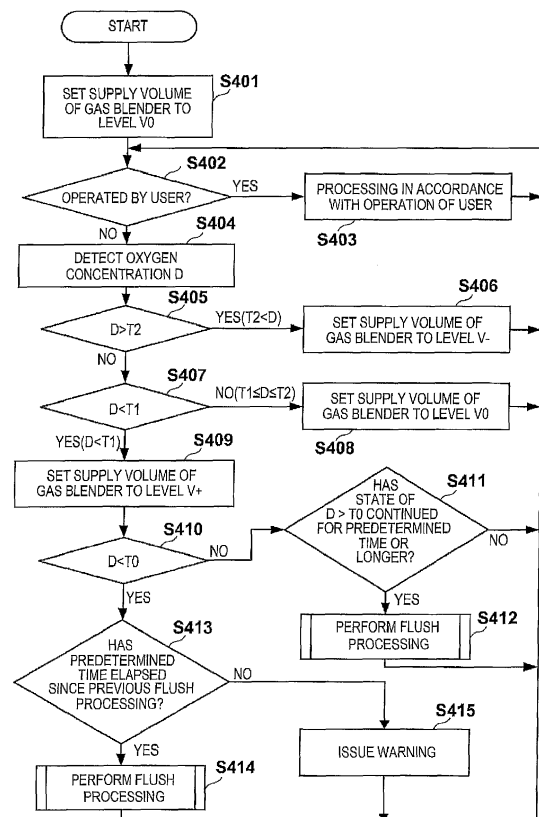 START
S401
SET SUPPLY VOLUME
OF GAS BLENDER TO
LEVEL V0
S402
OPERATED BY USER?
YES
PROCESSING IN ACCORDANCE
WITH OPERATION OF USER
S403
NO
S404
DETECT OXYGEN
CONCENTRATION D
S405
D>T2
YES(T2<D)
S406
SET SUPPLY VOLUME OF
GAS BLENDER TO LEVEL V-
NO
S407
D<T1
NO(T1≤D≤T2)
SET SUPPLY VOLUME OF
GAS BLENDER TO LEVEL V0
S408
YES(D<T1)
S409
SET SUPPLY VOLUME OF
GAS BLENDER TO LEVEL V+
S410
D<T0
NO
S411
HAS
STATE OF
D > T0 CONTINUED
FOR PREDETERMINED
TIME OR
LONGER?
NO
YES
S412
PERFORM FLUSH
PROCESSING
YES
S413
HAS
PREDETERMINED
TIME ELAPSED
SINCE PREVIOUS FLUSH
PROCESSING?
NO
S415
ISSUE WARNING
YES
S414
PERFORM FLUSH
PROCESSING